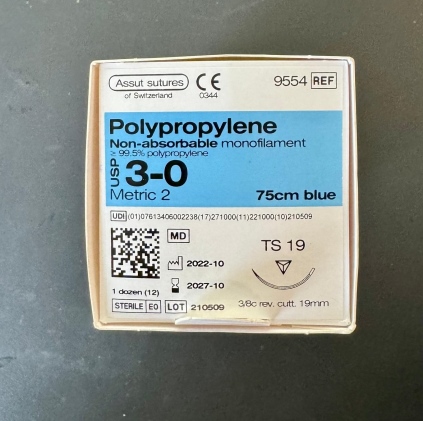 Assut sutures
of Switzerland
0344
9554 REF
Polypropylene
Non-absorbable monofilament
≥ 99.5% polypropylene
USP 3-0
Metric 2
75cm blue
UDI (01)07613406002238(17)271000(11)221000(10)210509
MD
TS 19
2022-10
2027-10
1 dozen (12)
STERILE EO LOT 210509
3/8c rev. cutt. 19mm